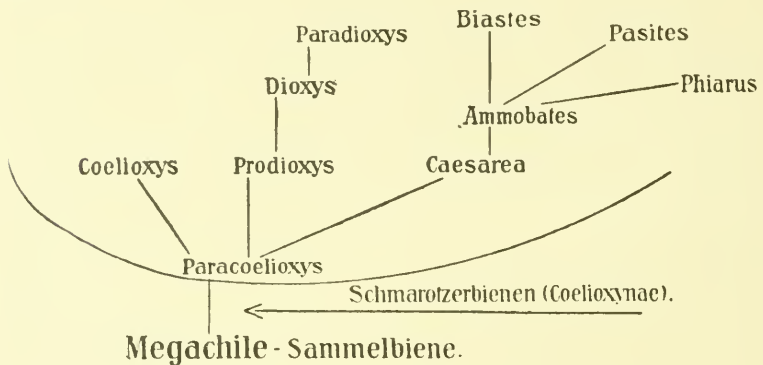 Biastes
Paradioxys
Pasites
Dioxys
Phiarus
Ammobates
Coelioxys
Prodioxys
Caesarea
Paracoelioxys
Schmarotzerbienen (Coelioxynae).
Megachile - Sammelbiene.